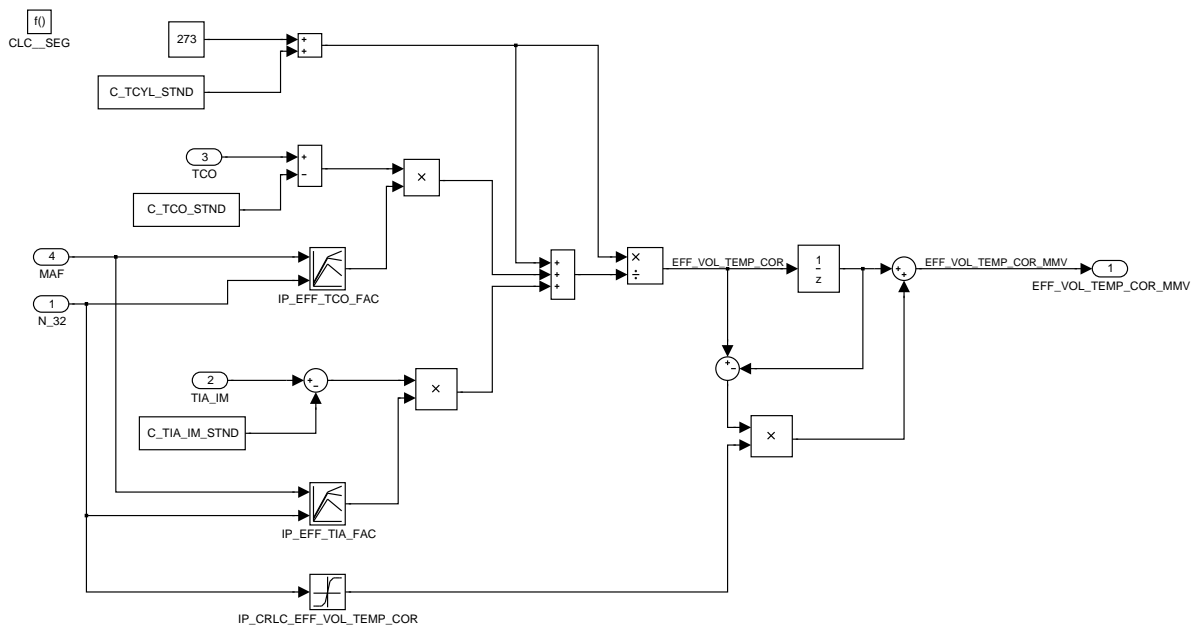 f()
CLC__SEG
273
+
+
C_TCYL_STND
3
TCO
+
−
C_TCO_STND
×
4
MAF
IP_EFF_TCO_FAC
1
N_32
+
+
+
×
÷
EFF_VOL_TEMP_COR
1
z
+
+
EFF_VOL_TEMP_COR_MMV
1
EFF_VOL_TEMP_COR_MMV
+
−
2
TIA_IM
+
−
C_TIA_IM_STND
×
×
IP_EFF_TIA_FAC
IP_CRLC_EFF_VOL_TEMP_COR